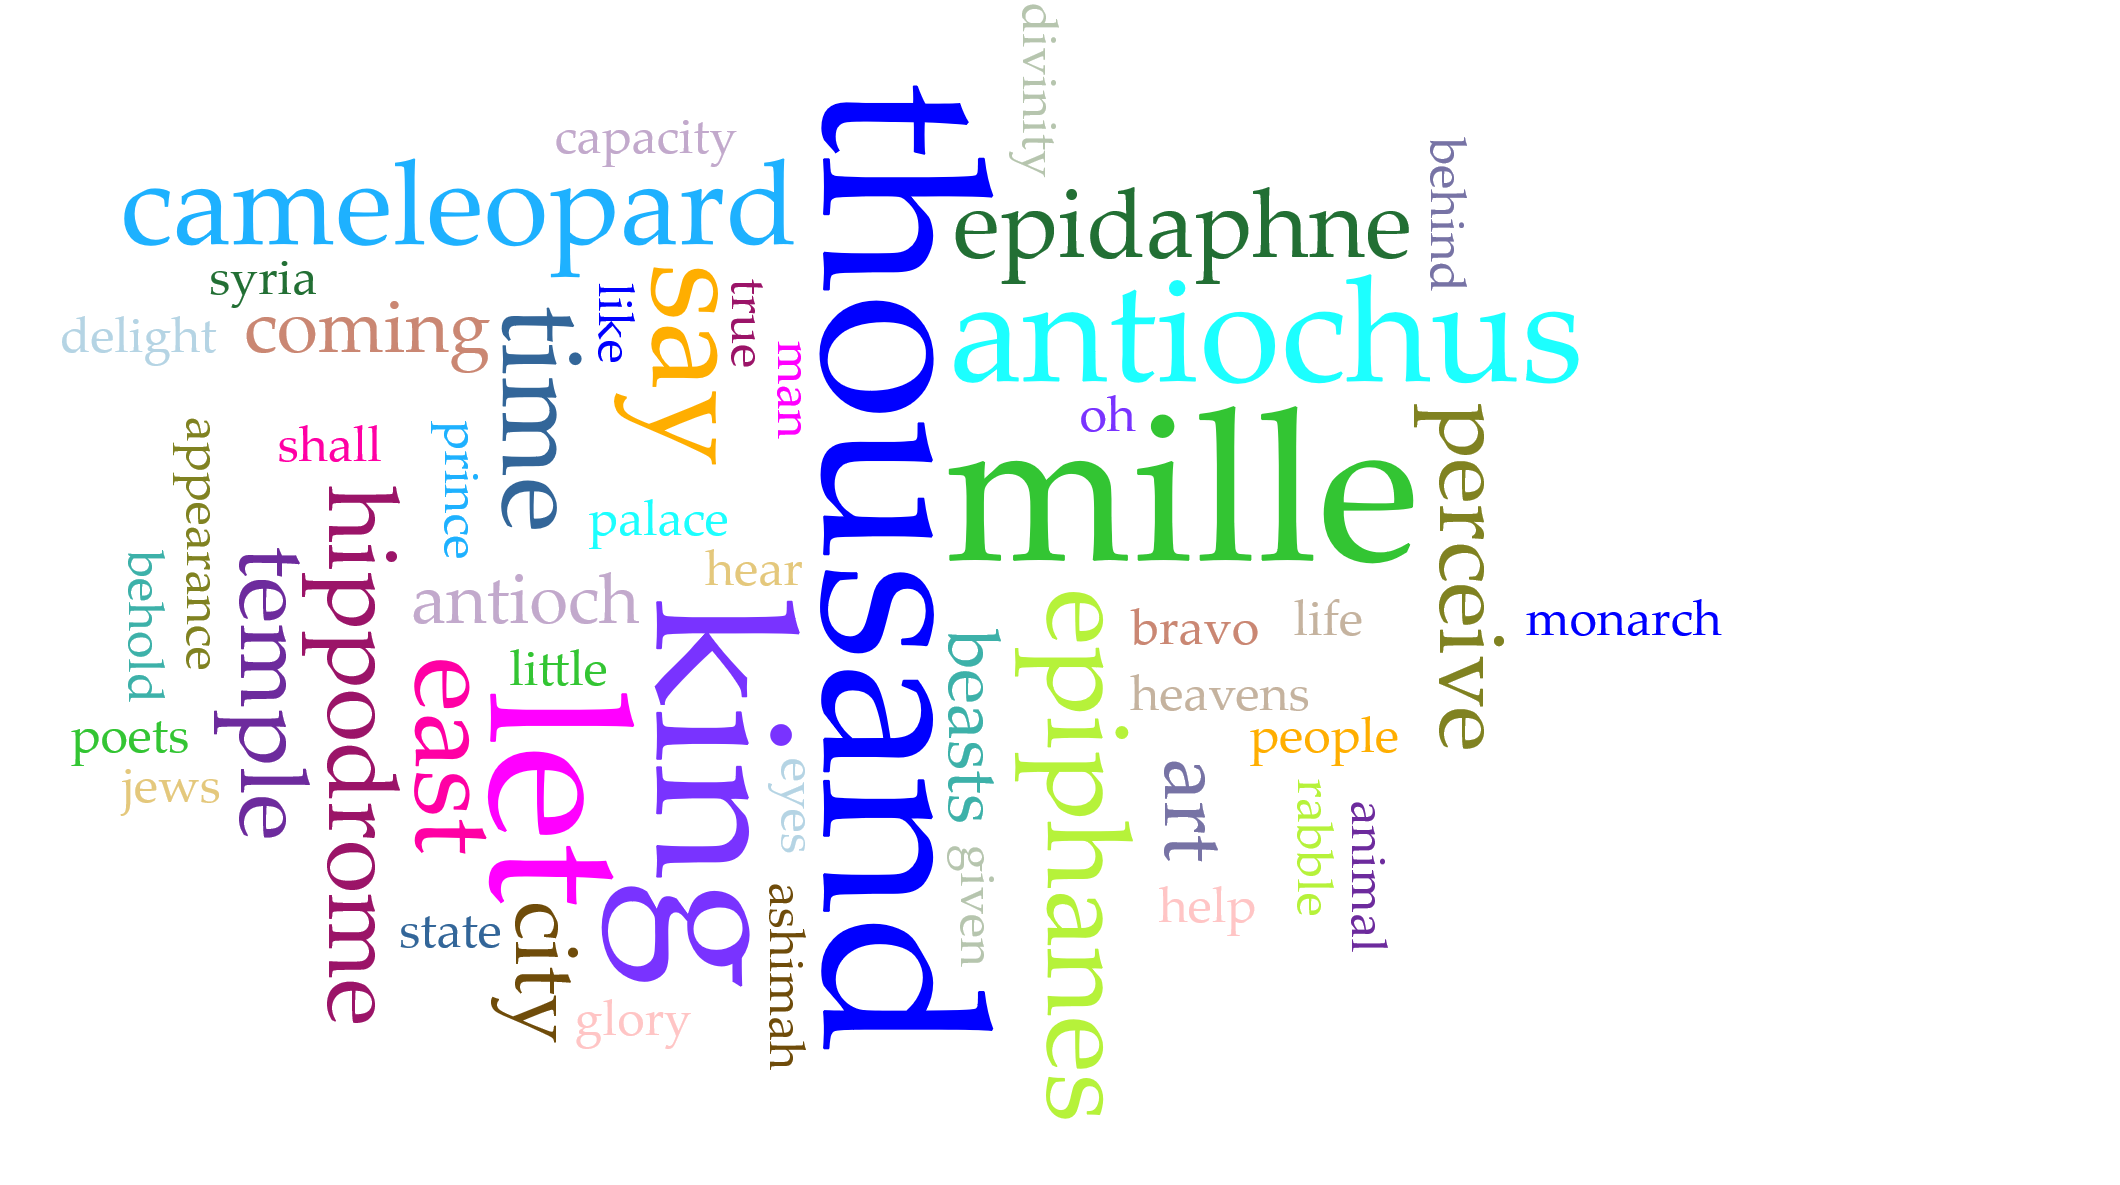 divinity
capacity
thousand
behind
cameleopard
epidaphne
syria
say
true
like
antiochus
delight
coming
time
man
oh
mille
perceive
appearance
shall
prince
hippodrome
palace
behold
temple
antioch
hear
king
epiphanes
bravo
life
monarch
beasts
little
east
let
heavens
poets
people
eyes
art
jews
rabble
animal
given
help
ashimah
state
city
glory